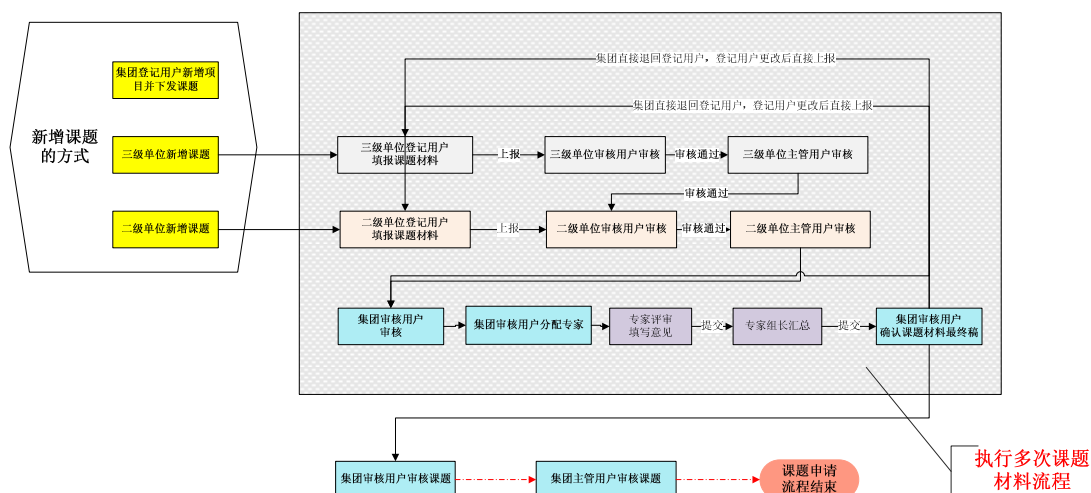 集团直接退回登记用户，登记用户更改后直接上报
集团登记用户新增项
目并下发课题
集团直接退回登记用户，登记用户更改后直接上报
新增课题
的方式
三级单位新增课题
三级单位登记用户
填报课题材料
上报
三级单位审核用户审核
审核通过
三级单位主管用户审核
审核通过
二级单位新增课题
二级单位登记用户
填报课题材料
上报
二级单位审核用户审核
审核通过
二级单位主管用户审核
集团审核用户
审核
集团审核用户分配专家
专家评审
填写意见
提交
专家组长汇总
提交
集团审核用户
确认课题材料最终稿
执行多次课题
材料流程
集团审核用户审核课题
集团主管用户审核课题
课题申请
流程结束